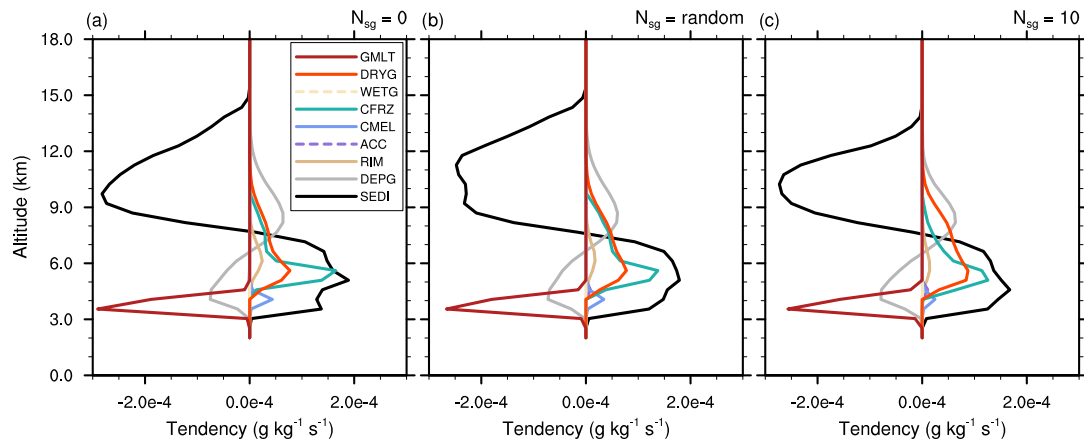 (a) N_sg = 0
(b) N_sg = random
(c) N_sg = 10
Altitude (km)
18.0
15.0
12.0
9.0
6.0
3.0
0.0
GMLT
DRYG
WETG
CFRZ
CMEL
ACC
RIM
DEPG
SEDI
-2.0e-4 0.0e-4 2.0e-4
-2.0e-4 0.0e-4 2.0e-4
-2.0e-4 0.0e-4 2.0e-4
Tendency (g kg⁻¹ s⁻¹)
Tendency (g kg⁻¹ s⁻¹)
Tendency (g kg⁻¹ s⁻¹)